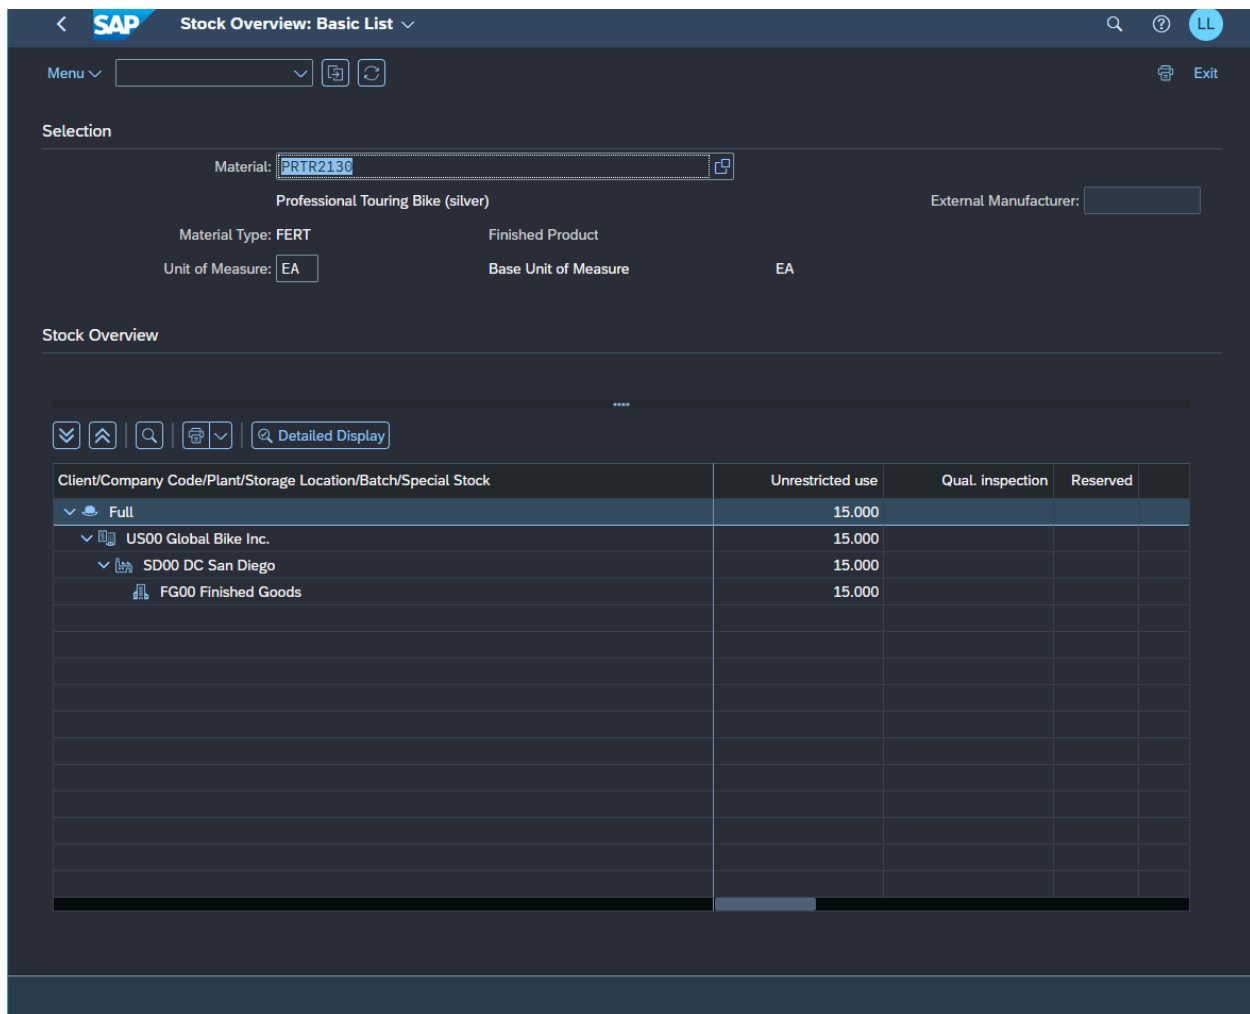 SAP Stock Overview: Basic List LL
Menu Exit
Selection
Material: PRTR2130
Professional Touring Bike (silver) External Manufacturer:
Material Type: FERT Finished Product
Unit of Measure: EA Base Unit of Measure EA
Stock Overview
Detailed Display
Client/Company Code/Plant/Storage Location/Batch/Special Stock Unrestricted use Qual. inspection Reserved
Full 15.000
US00 Global Bike Inc. 15.000
SD00 DC San Diego 15.000
FG00 Finished Goods 15.000